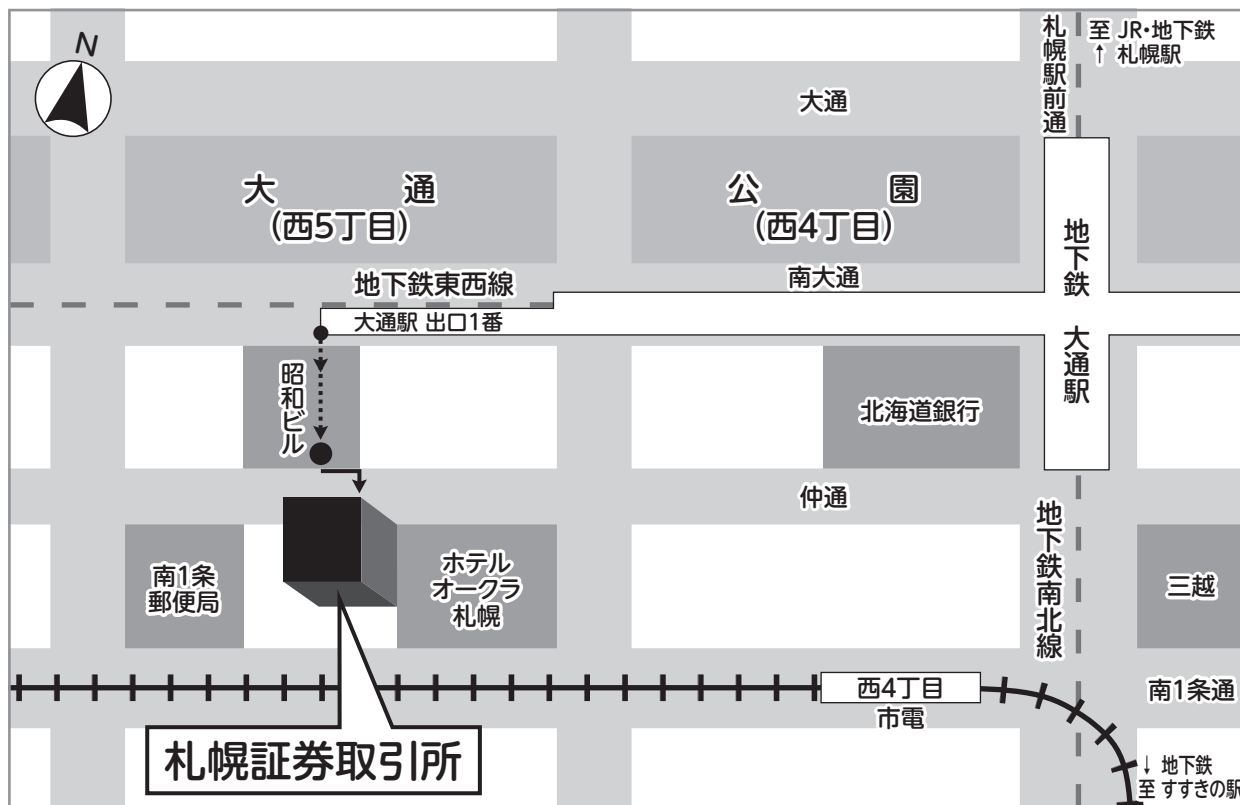 N
札幌駅前通
至 JR・地下鉄
↑ 札幌駅
大通
大 通
(西5丁目)
公 園
(西4丁目)
地下鉄 大通駅
地下鉄東西線
南大通
大通駅 出口1番
昭和ビル
北海道銀行
仲通
南1条
郵便局
ホテル
オークラ
札幌
地下鉄南北線
三越
西4丁目
市電
南1条通
札幌証券取引所
↓ 地下鉄
至 すすきの駅